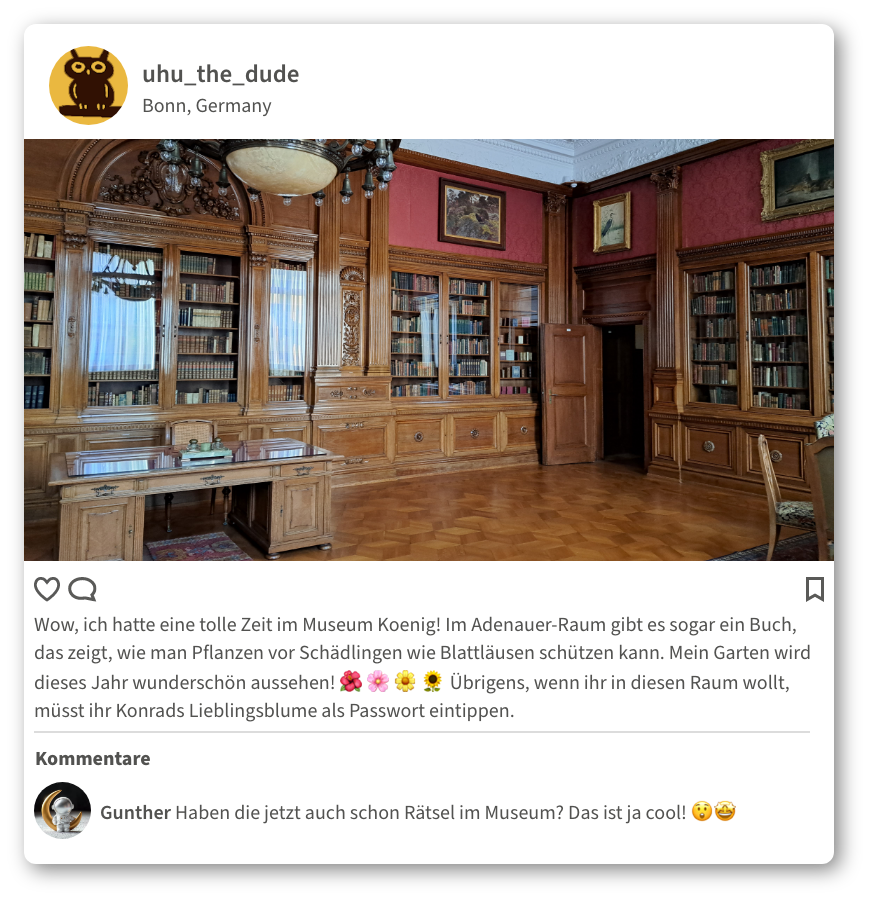 uhu_the_dude
Bonn, Germany
Wow, ich hatte eine tolle Zeit im Museum Koenig! Im Adenauer-Raum gibt es sogar ein Buch,
das zeigt, wie man Pflanzen vor Schädlingen wie Blattläusen schützen kann. Mein Garten wird
dieses Jahr wunderschön aussehen! 🌺 🌸 🌼 🌻 Übrigens, wenn ihr in diesen Raum wollt,
müsst ihr Konrads Lieblingsblume als Passwort eintippen.
Kommentare
Gunther Haben die jetzt auch schon Rätsel im Museum? Das ist ja cool! 😲🤩